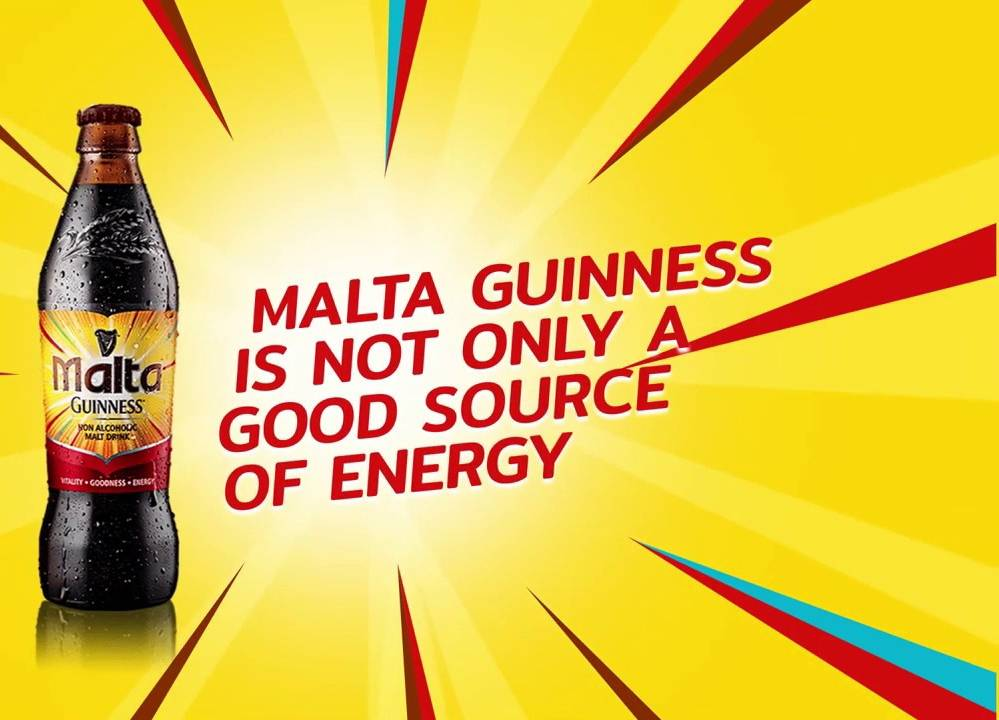 MALTA GUINNESS
IS NOT ONLY A
GOOD SOURCE
OF ENERGY
Malta
GUINNESS
NON ALCOHOLIC
MALT DRINK
VITALITY • GOODNESS • ENERGY